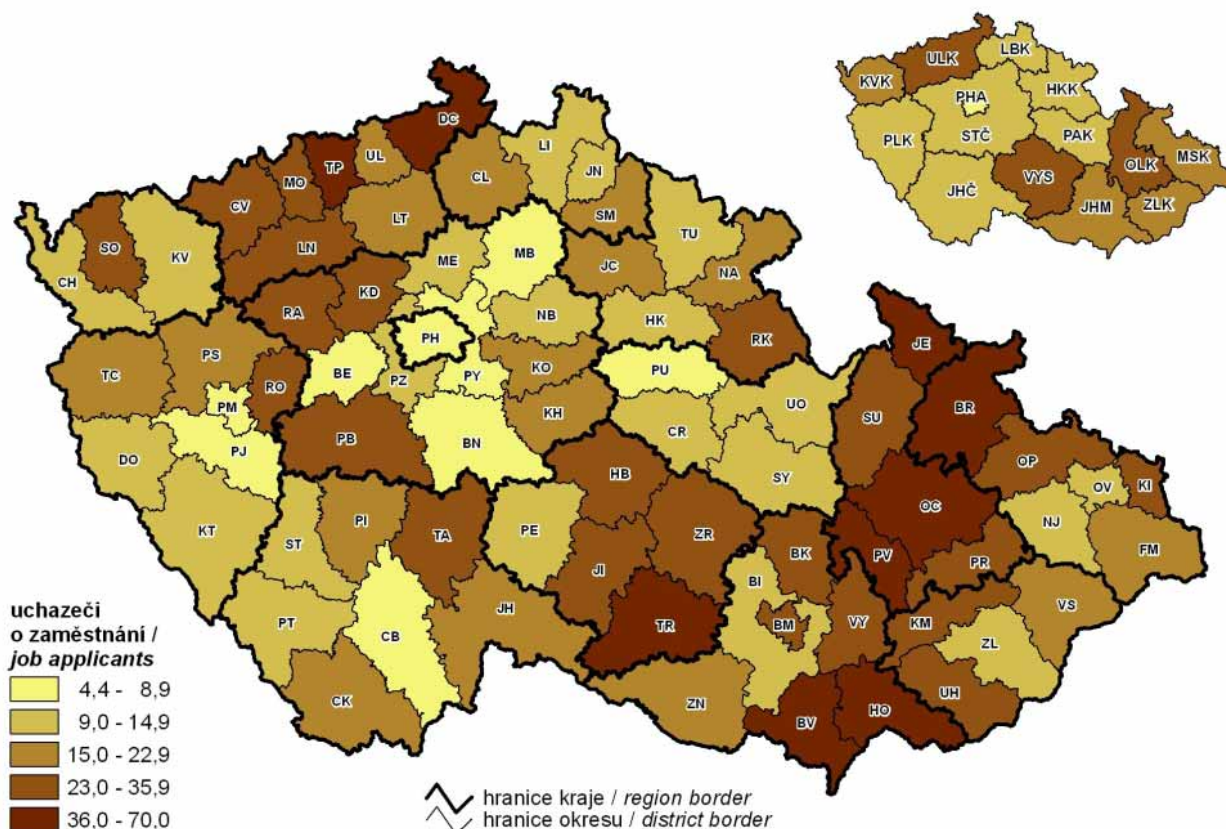 ULK
LBK
KVK
HKK
PHA
STČ
PLK
PAK
OLK
MSK
VYS
JHČ
JHM
ZLK
DC
LI
UL
TP
JN
MO
CL
CV
LT
SM
TU
MB
SO
KV
LN
ME
JC
NA
CH
KD
RA
NB
HK
PH
RK
JE
PS
TC
KO
BE
PZ
PY
PU
RO
BR
PM
KH
UO
SU
CR
PB
BN
PJ
DO
OP
HB
SY
OV
KI
OC
PI
NJ
KT
TA
PE
ZR
ST
BK
PV
FM
PR
JI
BI
VS
JH
PT
CB
TR
BM
VY
KM
ZL
UH
CK
ZN
HO
BV
uchazeči
o zaměstnání /
job applicants
4,4 - 8,9
9,0 - 14,9
15,0 - 22,9
23,0 - 35,9
36,0 - 70,0
hranice kraje / region border
hranice okresu / district border